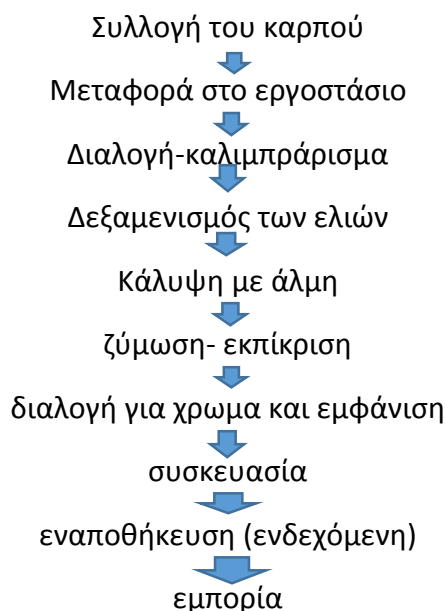 Συλλογή του καρπού
Μεταφορά στο εργοστάσιο
Διαλογή-καλιμπράρισμα
Δεξαμενισμός των ελιών
Κάλυψη με άλμη
ζύμωση- εκπίκριση
διαλογή για χρωμα και εμφάνιση
συσκευασία
εναποθήκευση (ενδεχόμενη)
εμπορία